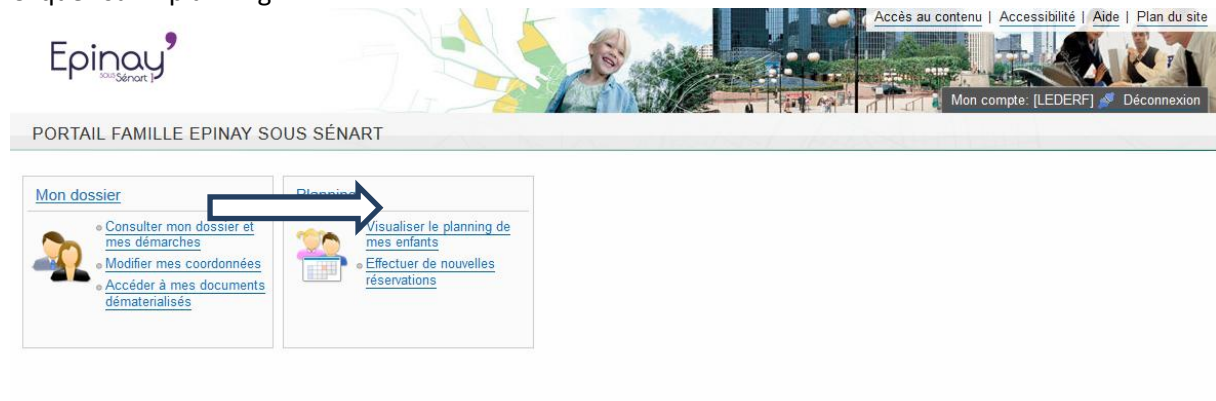 Accès au contenu | Accessibilité | Aide | Plan du site
Epinay
sous Sénart
Mon compte: [LEDERF] Déconnexion
PORTAIL FAMILLE EPINAY SOUS SÉNART
Mon dossier
Consulter mon dossier et
mes démarches
Modifier mes coordonnées
Accéder à mes documents
dématerialisés
Planning
Visualiser le planning de
mes enfants
Effectuer de nouvelles
réservations